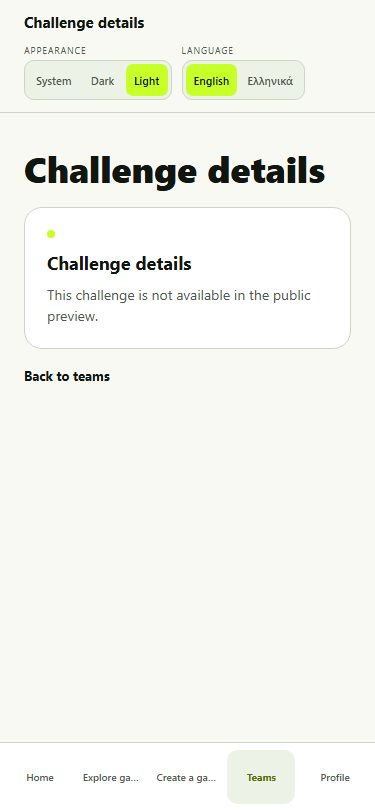 Challenge details
APPEARANCE LANGUAGE
System Dark Light English Ελληνικά
Challenge details
Challenge details
This challenge is not available in the public
preview.
Back to teams
Home Explore ga... Create a ga... Teams Profile